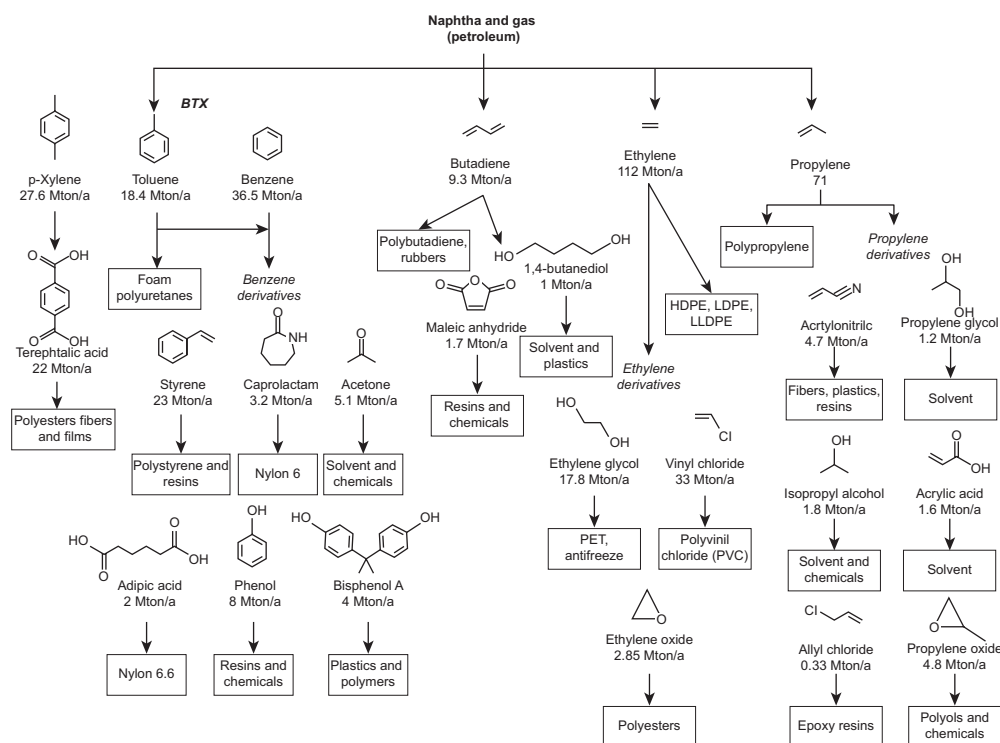 Naphtha and gas
(petroleum)
BTX
p-Xylene
27.6 Mton/a
Toluene
18.4 Mton/a
Benzene
36.5 Mton/a
Butadiene
9.3 Mton/a
Ethylene
112 Mton/a
Propylene
71
O
OH
O
OH
Terephtalic acid
22 Mton/a
Polyesters fibers
and films
Foam
polyuretanes
Benzene
derivatives
Styrene
23 Mton/a
Polystyrene and
resins
O
NH
Caprolactam
3.2 Mton/a
Nylon 6
O
Acetone
5.1 Mton/a
Solvent and
chemicals
HO
O
O
OH
Adipic acid
2 Mton/a
Nylon 6.6
OH
Phenol
8 Mton/a
Resins and
chemicals
HO
OH
Bisphenol A
4 Mton/a
Plastics and
polymers
Polybutadiene,
rubbers
HO
OH
1,4-butanediol
1 Mton/a
Solvent and
plastics
O
O
O
Maleic anhydride
1.7 Mton/a
Resins and
chemicals
HDPE, LDPE,
LLDPE
Ethylene
derivatives
HO
OH
Ethylene glycol
17.8 Mton/a
PET,
antifreeze
Cl
Vinyl chloride
33 Mton/a
Polyvinil
chloride (PVC)
O
Ethylene oxide
2.85 Mton/a
Polyesters
Polypropylene
Propylene
derivatives
N
Acrtylonitrilc
4.7 Mton/a
Fibers, plastics,
resins
OH
OH
Propylene glycol
1.2 Mton/a
Solvent
OH
Isopropyl alcohol
1.8 Mton/a
Solvent and
chemicals
O
OH
Acrylic acid
1.6 Mton/a
Solvent
Cl
Allyl chloride
0.33 Mton/a
Epoxy resins
O
Propylene oxide
4.8 Mton/a
Polyols and
chemicals